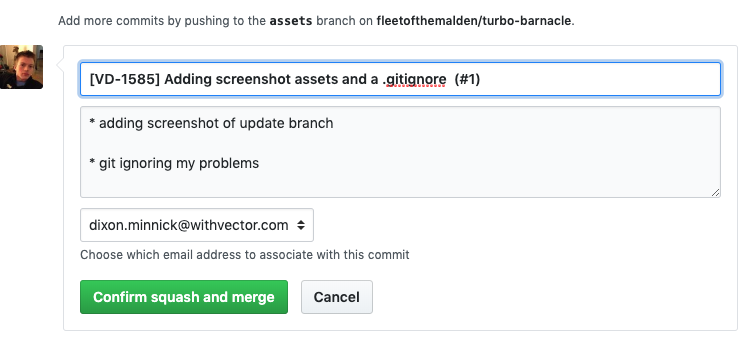 Add more commits by pushing to the assets branch on fleetofthemalden/turbo-barnacle.
[VD-1585] Adding screenshot assets and a .gitignore (#1)
* adding screenshot of update branch
* git ignoring my problems
dixon.minnick@withvector.com
Choose which email address to associate with this commit
Confirm squash and merge
Cancel